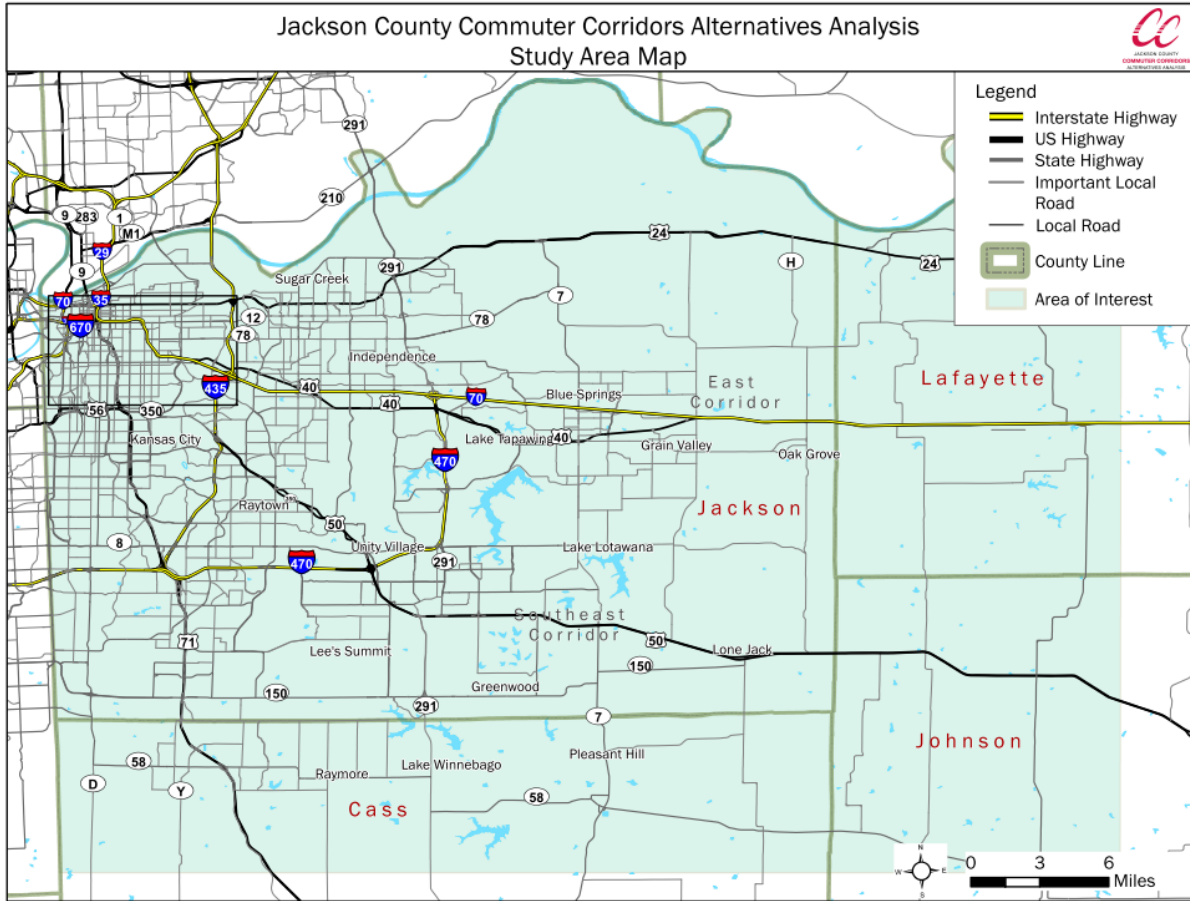 Jackson County Commuter Corridors Alternatives Analysis
Study Area Map
CC
JACKSON COUNTY
COMMUTER CORRIDORS
ALTERNATIVES ANALYSIS
Legend
Interstate Highway
US Highway
State Highway
Important Local
Road
Local Road
County Line
Area of Interest
291
210
9
283
1
M1
29
9
24
24
H
291
Sugar Creek
7
70
35
670
12
78
78
Independence
435
40
40
70
Blue Springs
East
Corridor
Lafayette
56
350
Kansas City
Lake Tapawingo
40
Grain Valley
Oak Grove
470
Raytown
50
Jackson
8
Unity Village
291
Lake Lotawana
470
Southeast
Corridor
71
50
Lee's Summit
Lone Jack
150
150
Greenwood
291
7
Johnson
58
Raymore
Lake Winnebago
Pleasant Hill
D
Y
Cass
58
N
W
E
S
0
3
6
Miles